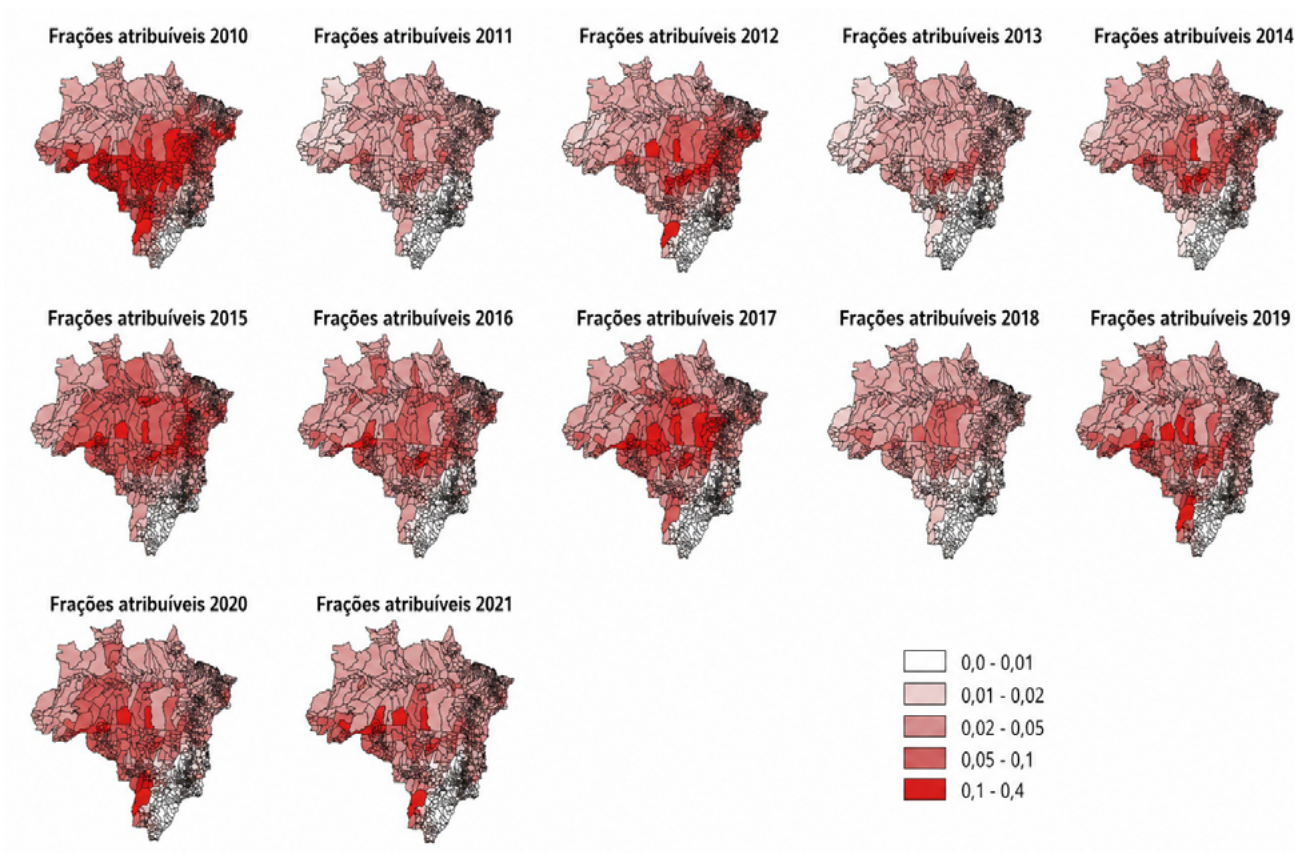 Frações atribuíveis 2010
Frações atribuíveis 2011
Frações atribuíveis 2012
Frações atribuíveis 2013
Frações atribuíveis 2014
Frações atribuíveis 2015
Frações atribuíveis 2016
Frações atribuíveis 2017
Frações atribuíveis 2018
Frações atribuíveis 2019
Frações atribuíveis 2020
Frações atribuíveis 2021
0,0 - 0,01
0,01 - 0,02
0,02 - 0,05
0,05 - 0,1
0,1 - 0,4